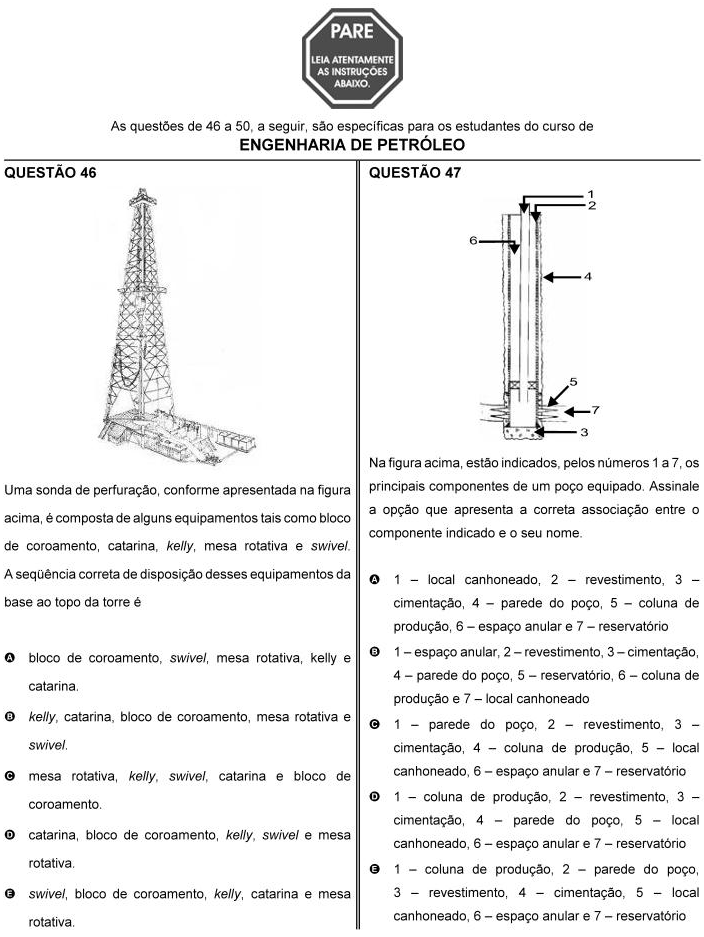 PARE
LEIA ATENTAMENTE
AS INSTRUÇÕES
ABAIXO.
As questões de 46 a 50, a seguir, são específicas para os estudantes do curso de
ENGENHARIA DE PETRÓLEO
QUESTÃO 46
Uma sonda de perfuração, conforme apresentada na figura
acima, é composta de alguns equipamentos tais como bloco
de coroamento, catarina, kelly, mesa rotativa e swivel.
A seqüência correta de disposição desses equipamentos da
base ao topo da torre é
A bloco de coroamento, swivel, mesa rotativa, kelly e
catarina.
B kelly, catarina, bloco de coroamento, mesa rotativa e
swivel.
C mesa rotativa, kelly, swivel, catarina e bloco de
coroamento.
D catarina, bloco de coroamento, kelly, swivel e mesa
rotativa.
E swivel, bloco de coroamento, kelly, catarina e mesa
rotativa.
QUESTÃO 47
1
2
6
4
5
7
3
Na figura acima, estão indicados, pelos números 1 a 7, os
principais componentes de um poço equipado. Assinale
a opção que apresenta a correta associação entre o
componente indicado e o seu nome.
A 1 – local canhoneado, 2 – revestimento, 3 –
cimentação, 4 – parede do poço, 5 – coluna de
produção, 6 – espaço anular e 7 – reservatório
B 1 – espaço anular, 2 – revestimento, 3 – cimentação,
4 – parede do poço, 5 – reservatório, 6 – coluna de
produção e 7 – local canhoneado
C 1 – parede do poço, 2 – revestimento, 3 –
cimentação, 4 – coluna de produção, 5 – local
canhoneado, 6 – espaço anular e 7 – reservatório
D 1 – coluna de produção, 2 – revestimento, 3 –
cimentação, 4 – parede do poço, 5 – local
canhoneado, 6 – espaço anular e 7 – reservatório
E 1 – coluna de produção, 2 – parede do poço,
3 – revestimento, 4 – cimentação, 5 – local
canhoneado, 6 – espaço anular e 7 – reservatório